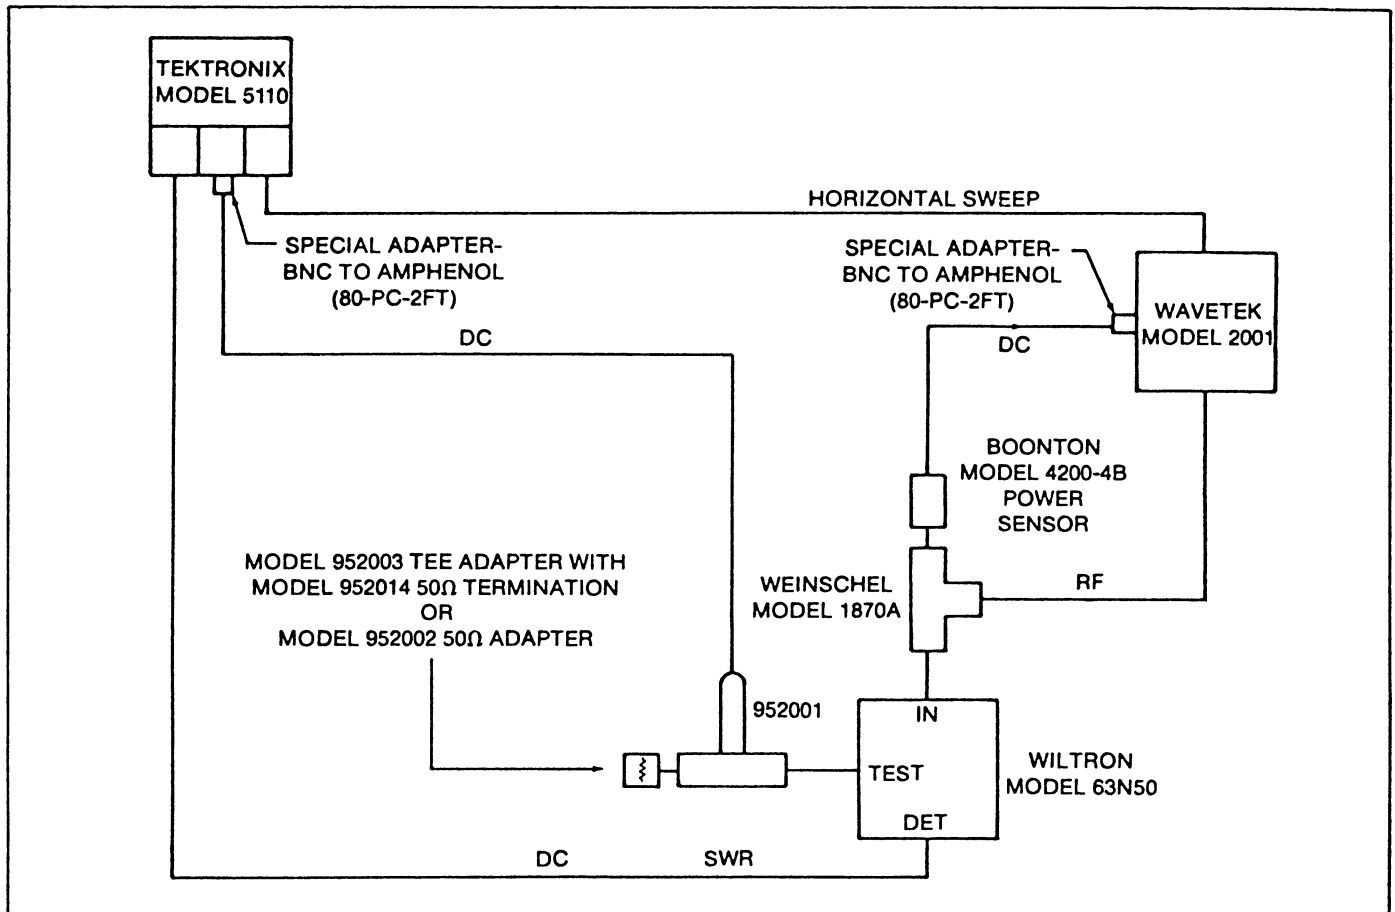 TEKTRONIX
MODEL 5110
HORIZONTAL SWEEP
SPECIAL ADAPTER-
BNC TO AMPHENOL
(80-PC-2FT)
SPECIAL ADAPTER-
BNC TO AMPHENOL
(80-PC-2FT)
WAVETEK
MODEL 2001
DC
DC
BOONTON
MODEL 4200-4B
POWER
SENSOR
MODEL 952003 TEE ADAPTER WITH
MODEL 952014 50Ω TERMINATION
OR
MODEL 952002 50Ω ADAPTER
WEINSCHEL
MODEL 1870A
RF
952001
IN
TEST
DET
WILTRON
MODEL 63N50
DC SWR